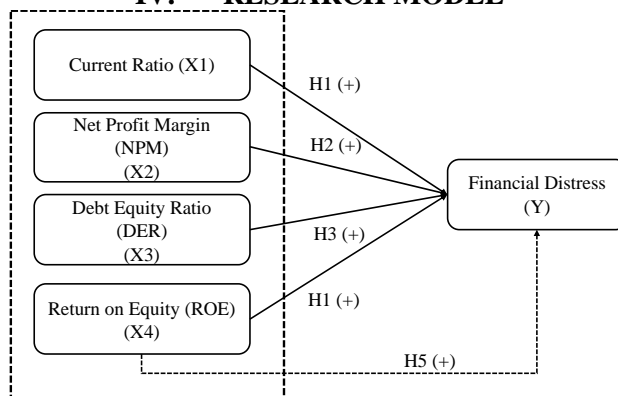 IV. RESEARCH MODEL
Current Ratio (X1)
H1 (+)
Net Profit Margin
(NPM)
(X2)
H2 (+)
Financial Distress
(Y)
Debt Equity Ratio
(DER)
(X3)
H3 (+)
Return on Equity (ROE)
(X4)
H1 (+)
H5 (+)